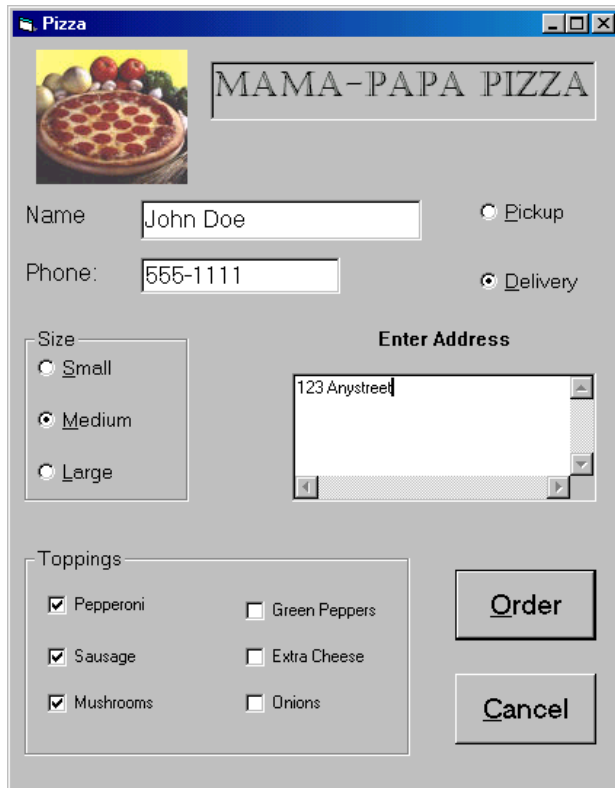 Pizza
MAMA-PAPA PIZZA
Name
John Doe
Pickup
Phone:
555-1111
Delivery
Size
Small
Medium
Large
Enter Address
123 Anystreet
Toppings
Pepperoni
Green Peppers
Sausage
Extra Cheese
Mushrooms
Onions
Order
Cancel